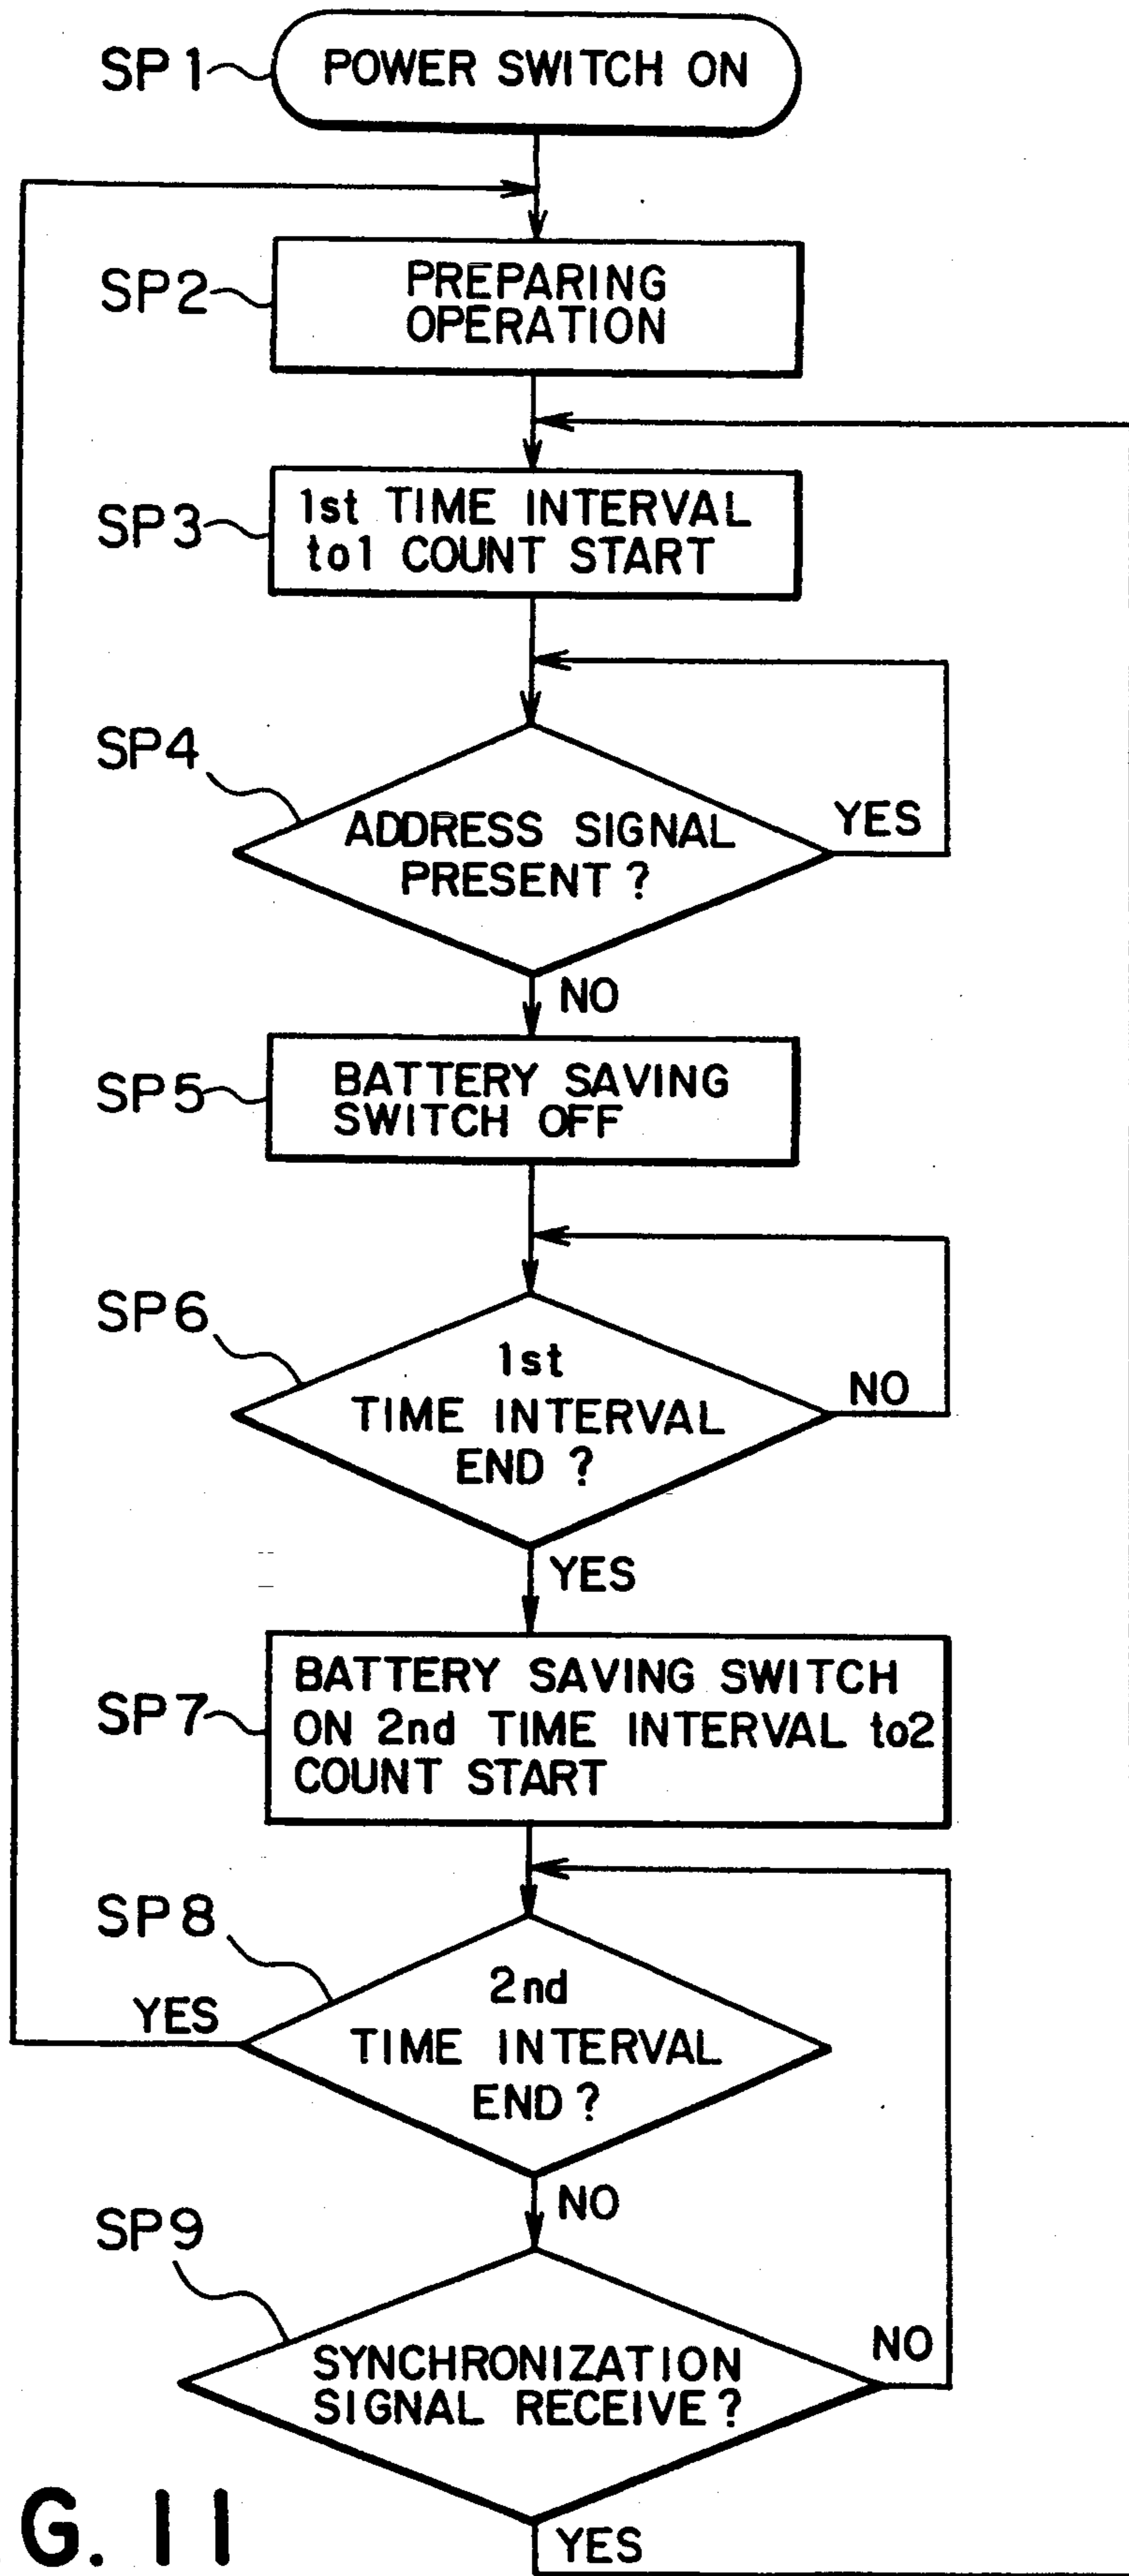 SP1
POWER SWITCH ON
SP2
PREPARING
OPERATION
SP3
1st TIME INTERVAL
to1 COUNT START
SP4
ADDRESS SIGNAL
PRESENT ?
YES
NO
SP5
BATTERY SAVING
SWITCH OFF
SP6
1st
TIME INTERVAL
END ?
NO
YES
SP7
BATTERY SAVING SWITCH
ON 2nd TIME INTERVAL to2
COUNT START
SP8
2nd
TIME INTERVAL
END ?
YES
NO
SP9
SYNCHRONIZATION
SIGNAL RECEIVE ?
NO
YES
G. 11